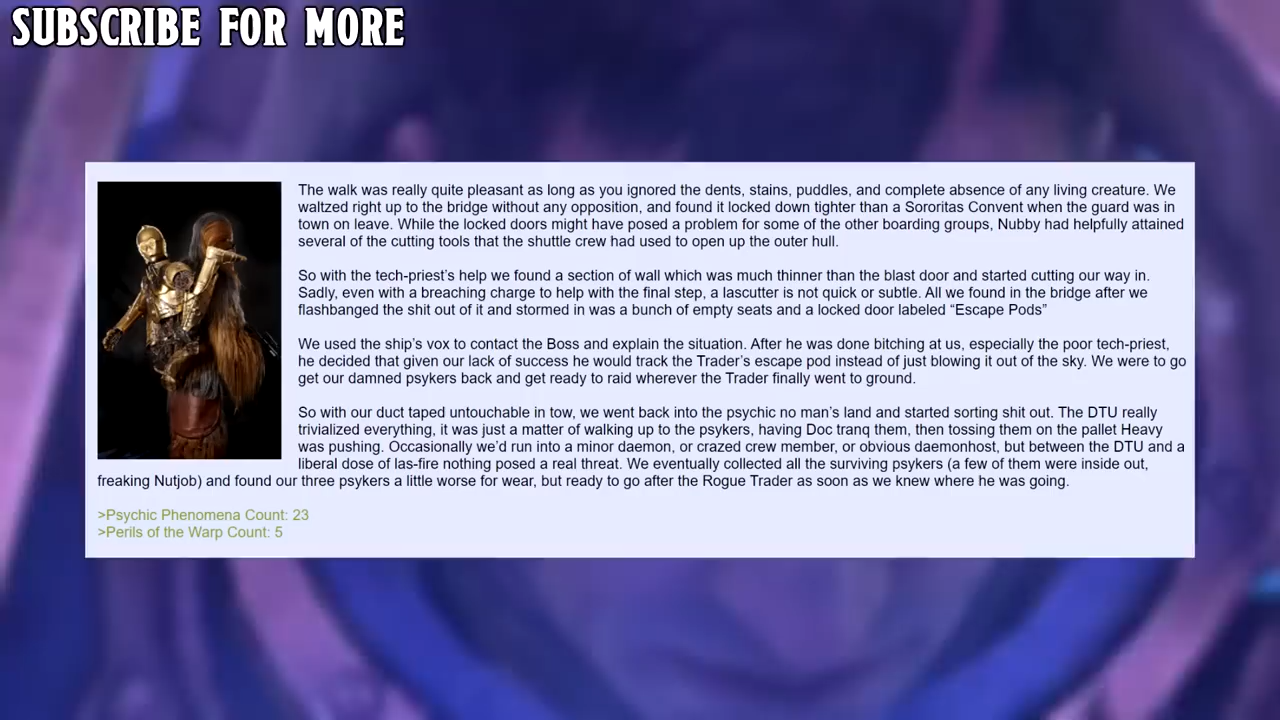 SUBSCRIBE FOR MORE
The walk was really quite pleasant as long as you ignored the dents, stains, puddles, and complete absence of any living creature. We
waltzed right up to the bridge without any opposition, and found it locked down tighter than a Sororitas Convent when the guard was in
town on leave. While the locked doors might have posed a problem for some of the other boarding groups, Nubby had helpfully attained
several of the cutting tools that the shuttle crew had used to open up the outer hull.
So with the tech-priest's help we found a section of wall which was much thinner than the blast door and started cutting our way in.
Sadly, even with a breaching charge to help with the final step, a lascutter is not quick or subtle. All we found in the bridge after we
flashbanged the shit out of it and stormed in was a bunch of empty seats and a locked door labeled “Escape Pods”
We used the ship's vox to contact the Boss and explain the situation. After he was done bitching at us, especially the poor tech-priest,
he decided that given our lack of success he would track the Trader's escape pod instead of just blowing it out of the sky. We were to go
get our damned psykers back and get ready to raid wherever the Trader finally went to ground.
So with our duct taped untouchable in tow, we went back into the psychic no man's land and started sorting shit out. The DTU really
trivialized everything, it was just a matter of walking up to the psykers, having Doc tranq them, then tossing them on the pallet Heavy
was pushing. Occasionally we'd run into a minor daemon, or crazed crew member, or obvious daemonhost, but between the DTU and a
liberal dose of las-fire nothing posed a real threat. We eventually collected all the surviving psykers (a few of them were inside out,
freaking Nutjob) and found our three psykers a little worse for wear, but ready to go after the Rogue Trader as soon as we knew where he was going.
>Psychic Phenomena Count: 23
>Perils of the Warp Count: 5